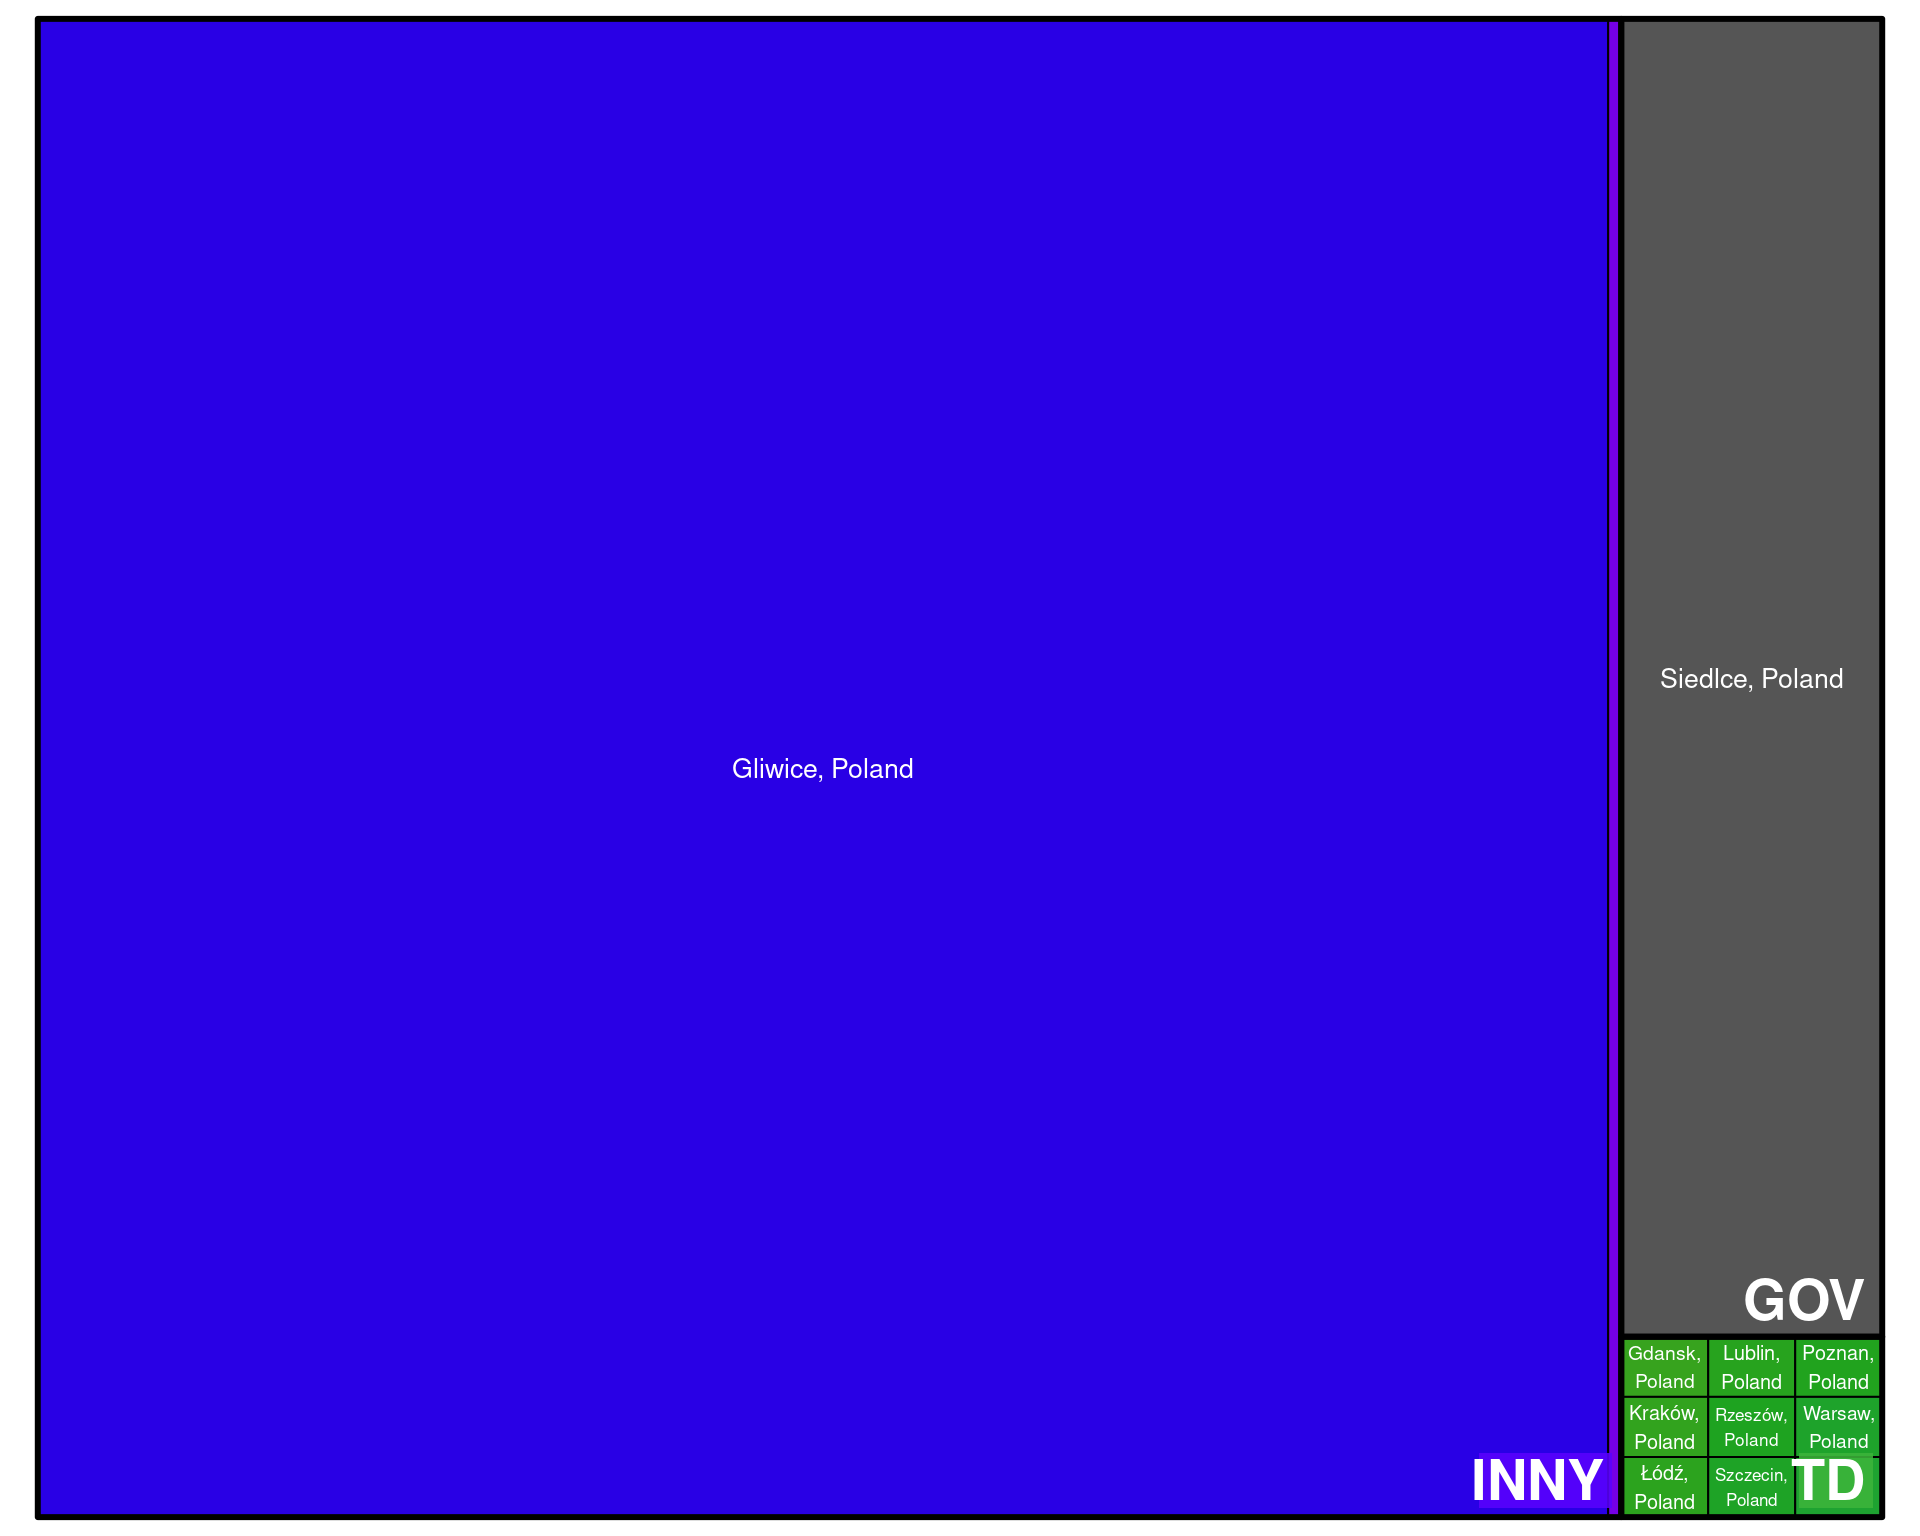 Gliwice, Poland
INNY
Siedlce, Poland
GOV
Gdansk,
Poland
Lublin,
Poland
Poznan,
Poland
Kraków,
Poland
Rzeszów,
Poland
Warsaw,
Poland
Łódź,
Poland
Szczecin,
Poland
TD